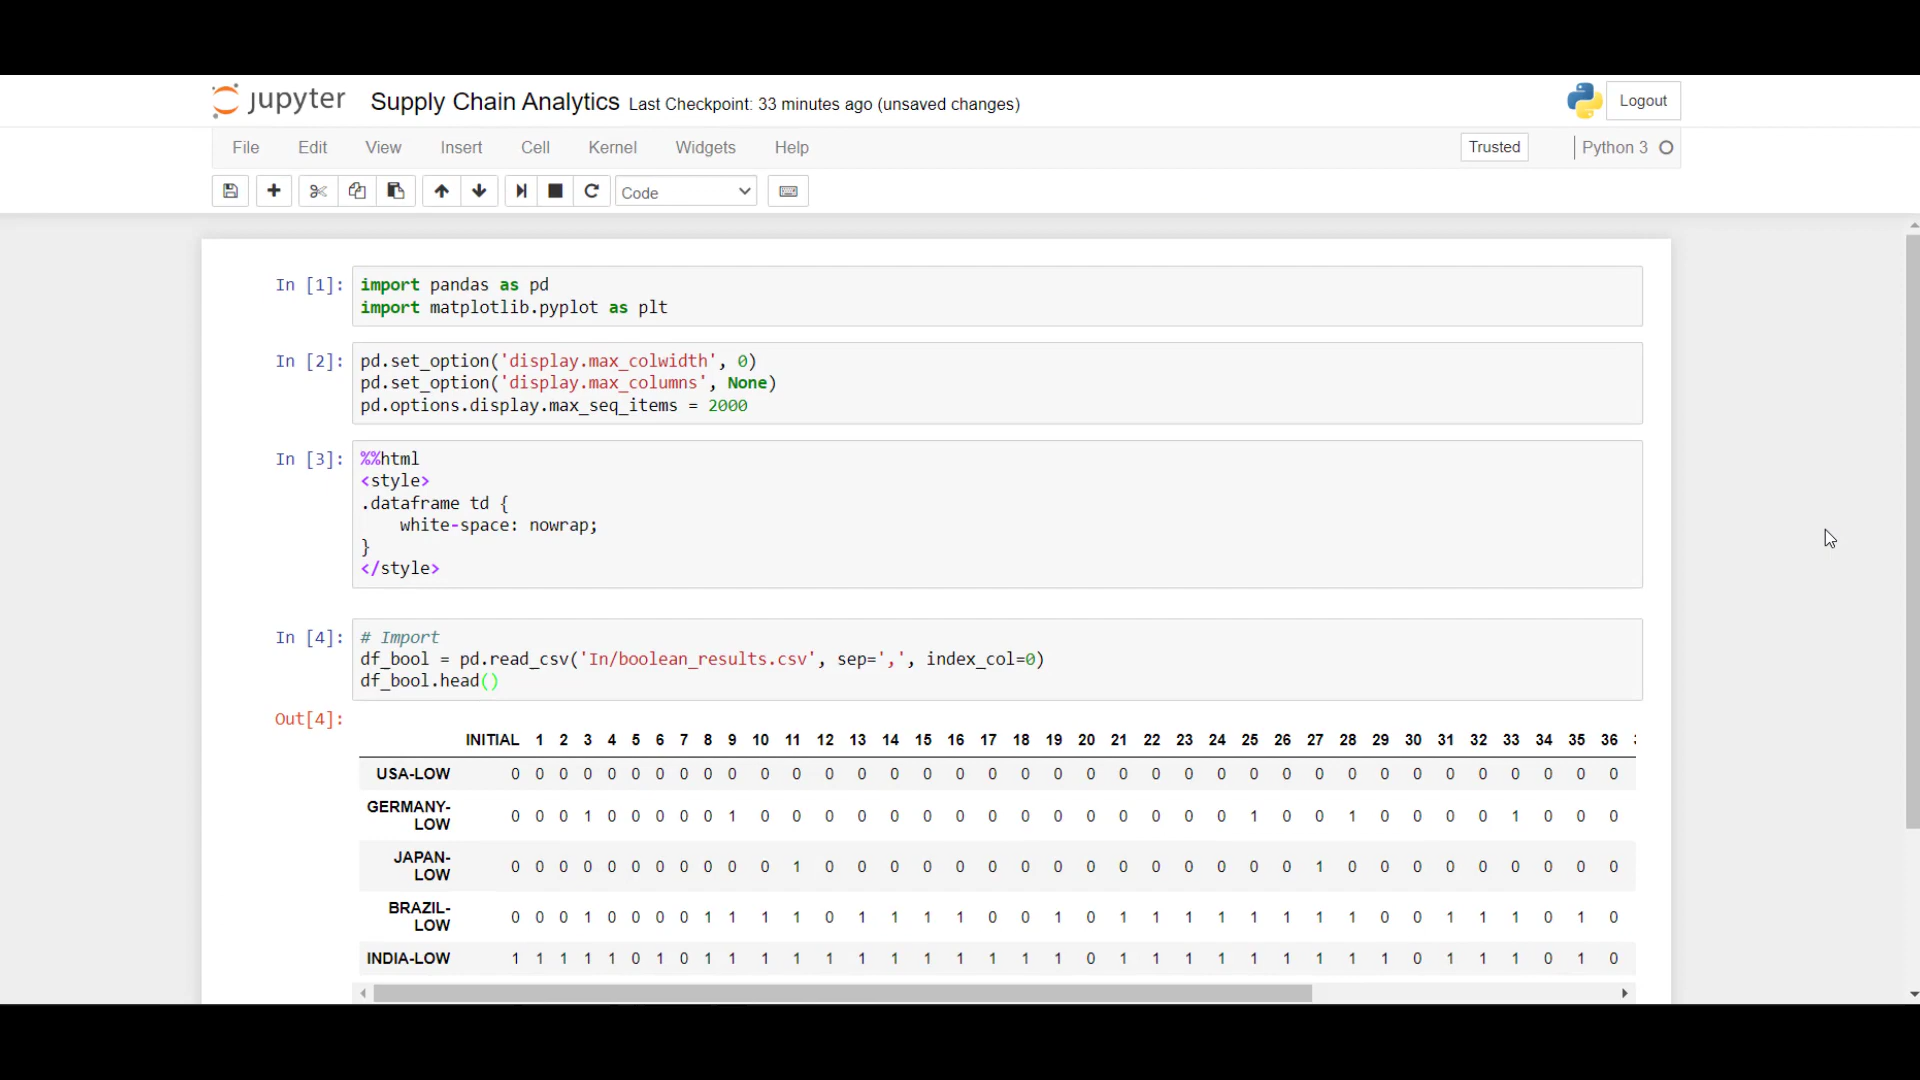 jupyter Supply Chain Analytics Last Checkpoint: 33 minutes ago (unsaved changes) Logout
File Edit View Insert Cell Kernel Widgets Help Trusted Python 3
Code
In [1]: import pandas as pd
import matplotlib.pyplot as plt
In [2]: pd.set_option('display.max_colwidth', 0)
pd.set_option('display.max_columns', None)
pd.options.display.max_seq_items = 2000
In [3]: %%html
<style>
.dataframe td {
    white-space: nowrap;
}
</style>
In [4]: # Import
df_bool = pd.read_csv('In/boolean_results.csv', sep=',', index_col=0)
df_bool.head()
Out[4]:
INITIAL 1 2 3 4 5 6 7 8 9 10 11 12 13 14 15 16 17 18 19 20 21 22 23 24 25 26 27 28 29 30 31 32 33 34 35 36
USA-LOW 0 0 0 0 0 0 0 0 0 0 0 0 0 0 0 0 0 0 0 0 0 0 0 0 0 0 0 0 0 0 0 0 0 0 0 0 0
GERMANY-
LOW 0 0 0 1 0 0 0 0 0 1 0 0 0 0 0 0 0 0 0 0 0 0 0 0 0 1 0 0 1 0 0 0 0 1 0 0 0
JAPAN-
LOW 0 0 0 0 0 0 0 0 0 0 0 1 0 0 0 0 0 0 0 0 0 0 0 0 0 0 0 1 0 0 0 0 0 0 0 0 0
BRAZIL-
LOW 0 0 0 1 0 0 0 0 1 1 1 1 0 1 1 1 1 0 0 1 0 1 1 1 1 1 1 1 1 0 0 1 1 1 0 1 0
INDIA-LOW 1 1 1 1 1 0 1 0 1 1 1 1 1 1 1 1 1 1 1 1 0 1 1 1 1 1 1 1 1 1 0 1 1 1 0 1 0